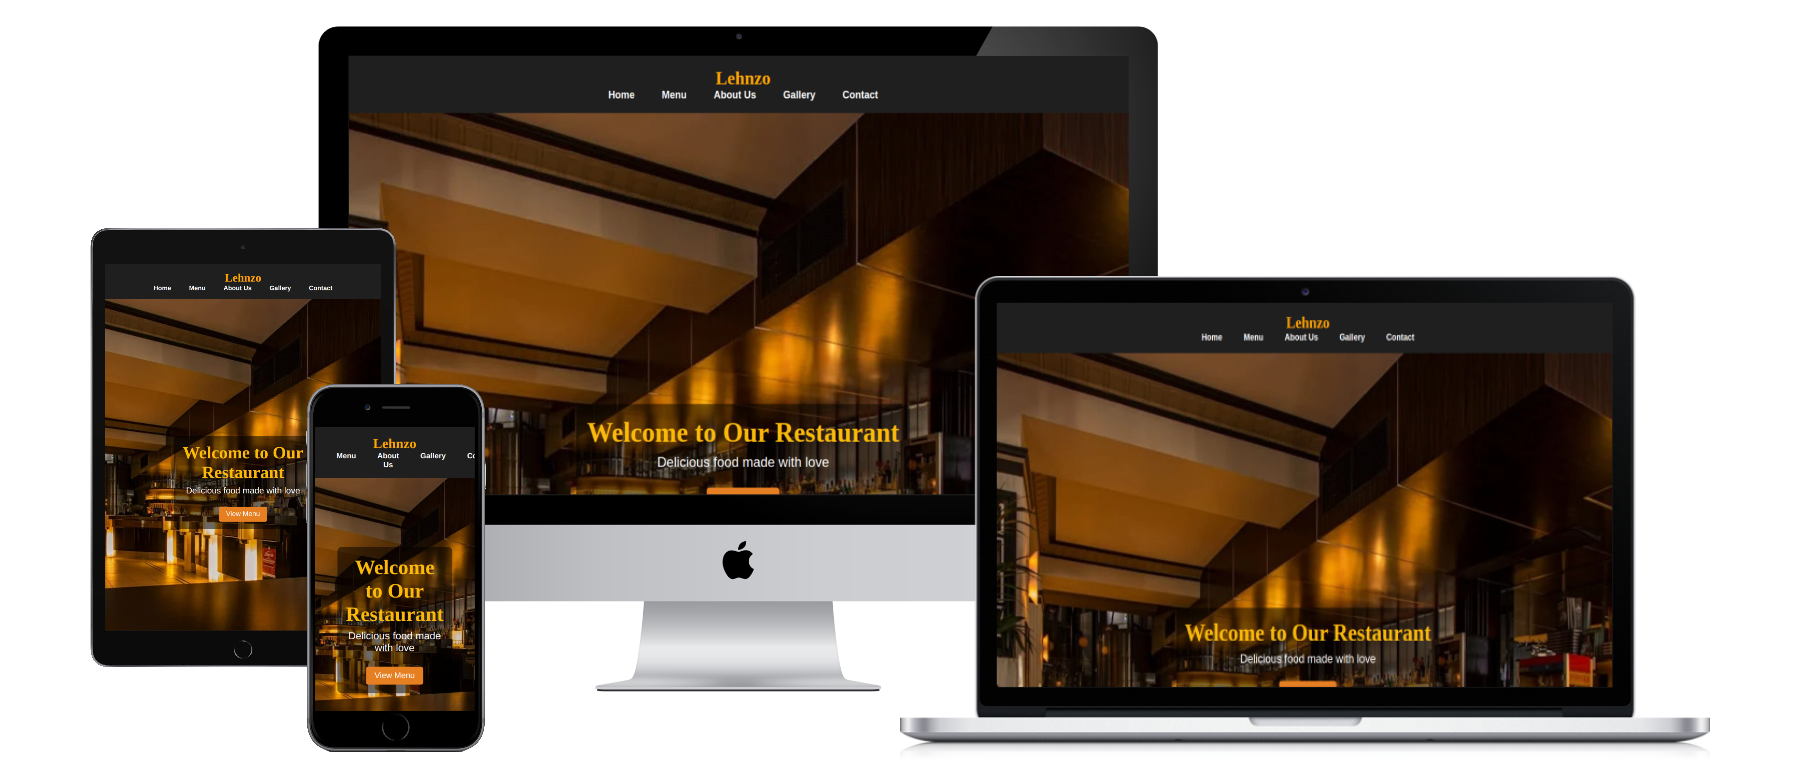 Lehnzo
Home Menu About Us Gallery Contact
Welcome to Our Restaurant
Delicious food made with love
Lehnzo
Home Menu About Us Gallery Contact
Welcome to Our
Restaurant
Delicious food made with love
View Menu
Lehnzo
Menu About Gallery Co
Us
Welcome
to Our
Restaurant
Delicious food made
with love
View Menu
Lehnzo
Home Menu About Us Gallery Contact
Welcome to Our Restaurant
Delicious food made with love